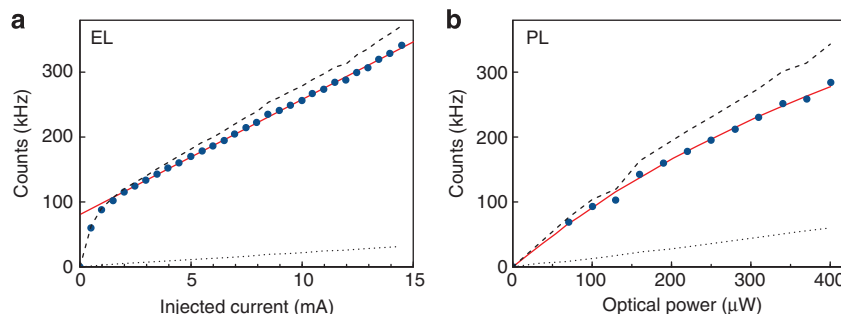 a
EL
Counts (kHz)
300
200
100
0
0 5 10 15
Injected current (mA)
b
PL
Counts (kHz)
300
200
100
0
0 100 200 300 400
Optical power (μW)